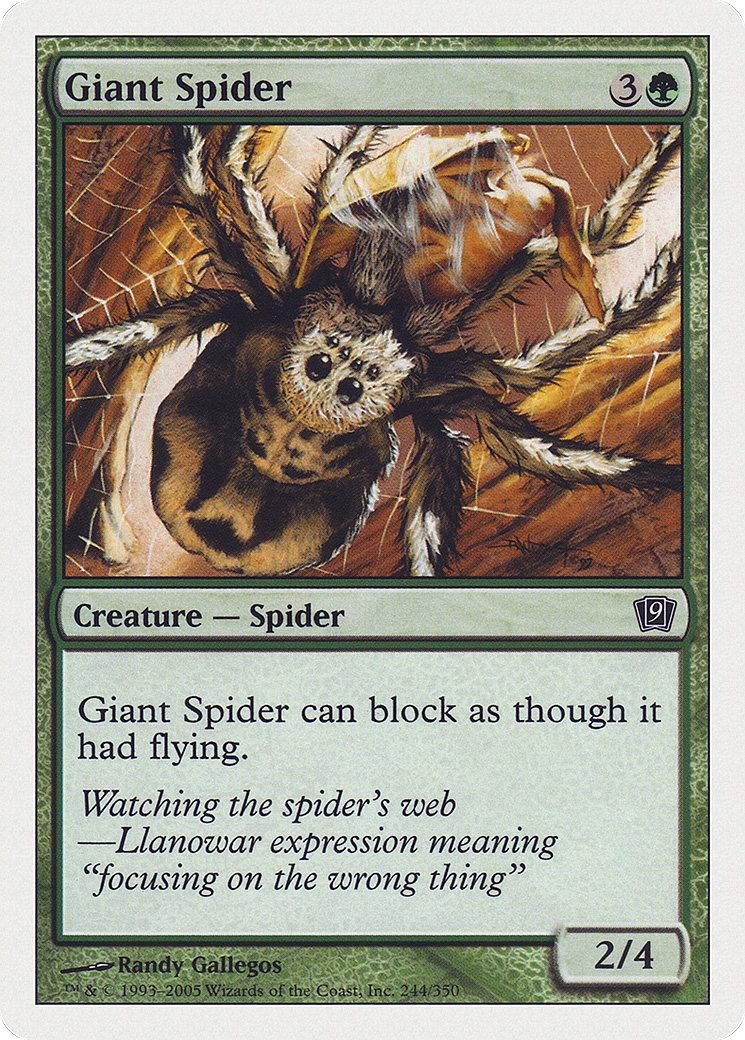 Giant Spider 3
Creature — Spider 9
Giant Spider can block as though it
had flying.
Watching the spider's web
—Llanowar expression meaning
“focusing on the wrong thing”
2/4
Randy Gallegos
™ & © 1993–2005 Wizards of the Coast, Inc. 244/350